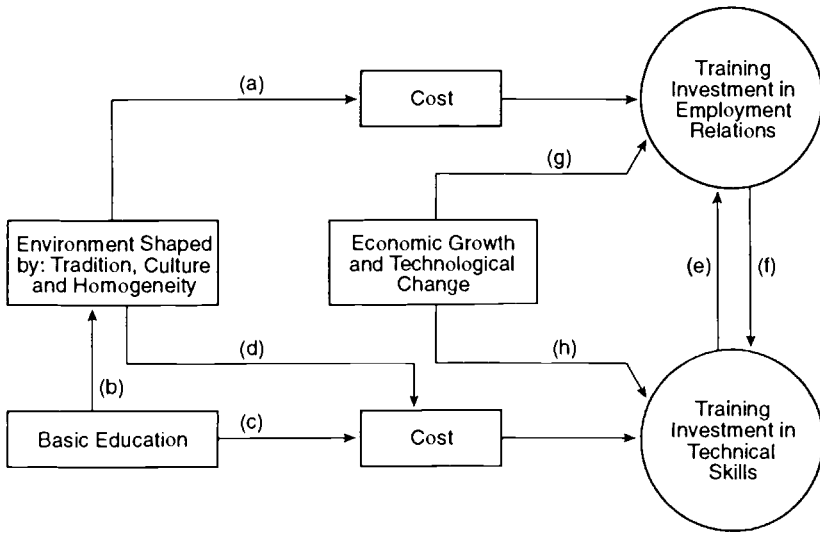 (a)
Cost
Training
Investment in
Employment
Relations
(g)
Environment Shaped
by: Tradition, Culture
and Homogeneity
Economic Growth
and Technological
Change
(e)
(f)
(d)
(h)
(b)
Basic Education
(c)
Cost
Training
Investment in
Technical
Skills